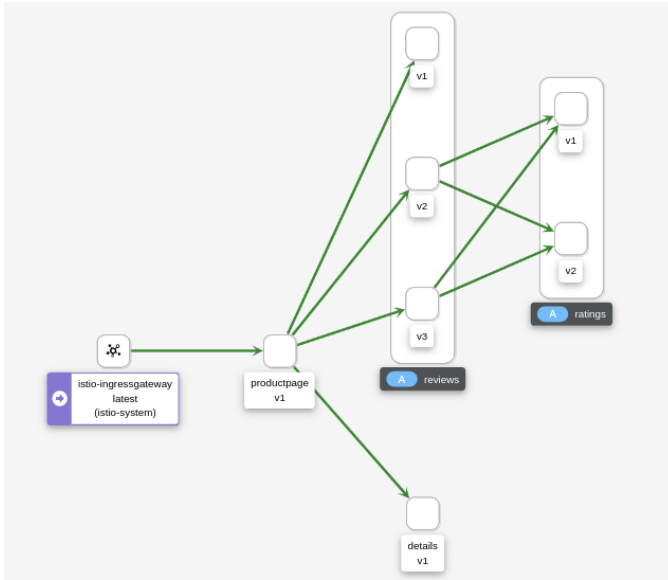 v1
v2
v3
A reviews
v1
v2
A ratings
istio-ingressgateway
latest
(istio-system)
productpage
v1
details
v1